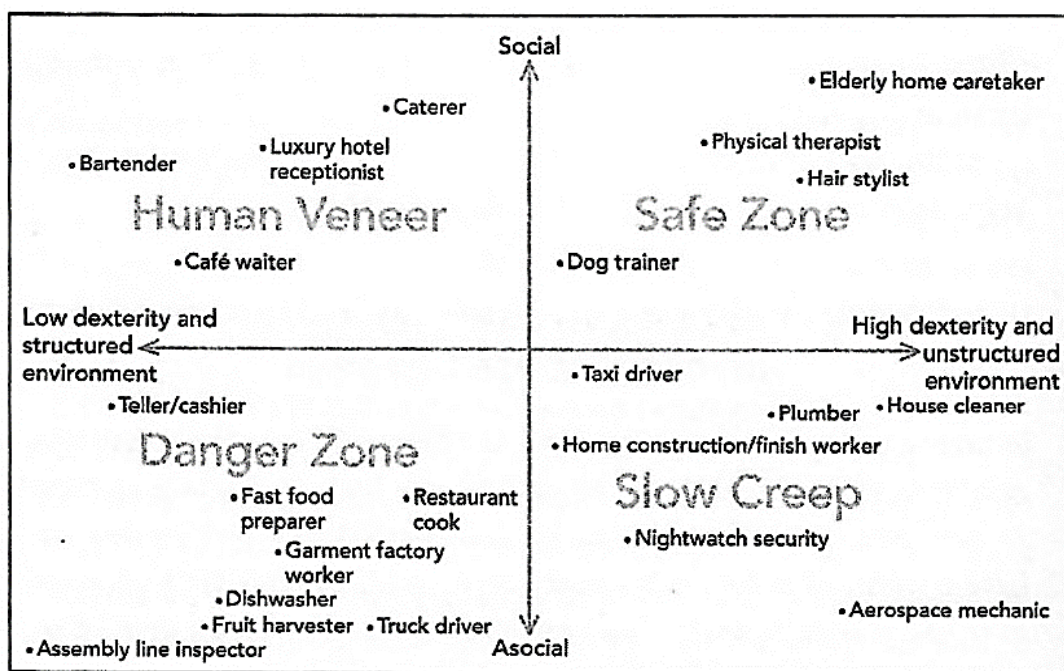 Social
• Elderly home caretaker
• Caterer
• Physical therapist
• Luxury hotel
receptionist
• Bartender
• Hair stylist
Human Veneer
Safe Zone
• Café waiter
• Dog trainer
Low dexterity and
structured
environment
High dexterity and
unstructured
environment
• Taxi driver
• Teller/cashier
• Plumber
• House cleaner
Danger Zone
• Home construction/finish worker
• Fast food
preparer
• Restaurant
cook
Slow Creep
• Garment factory
worker
• Nightwatch security
• Dishwasher
• Fruit harvester
• Truck driver
• Aerospace mechanic
• Assembly line inspector
Asocial